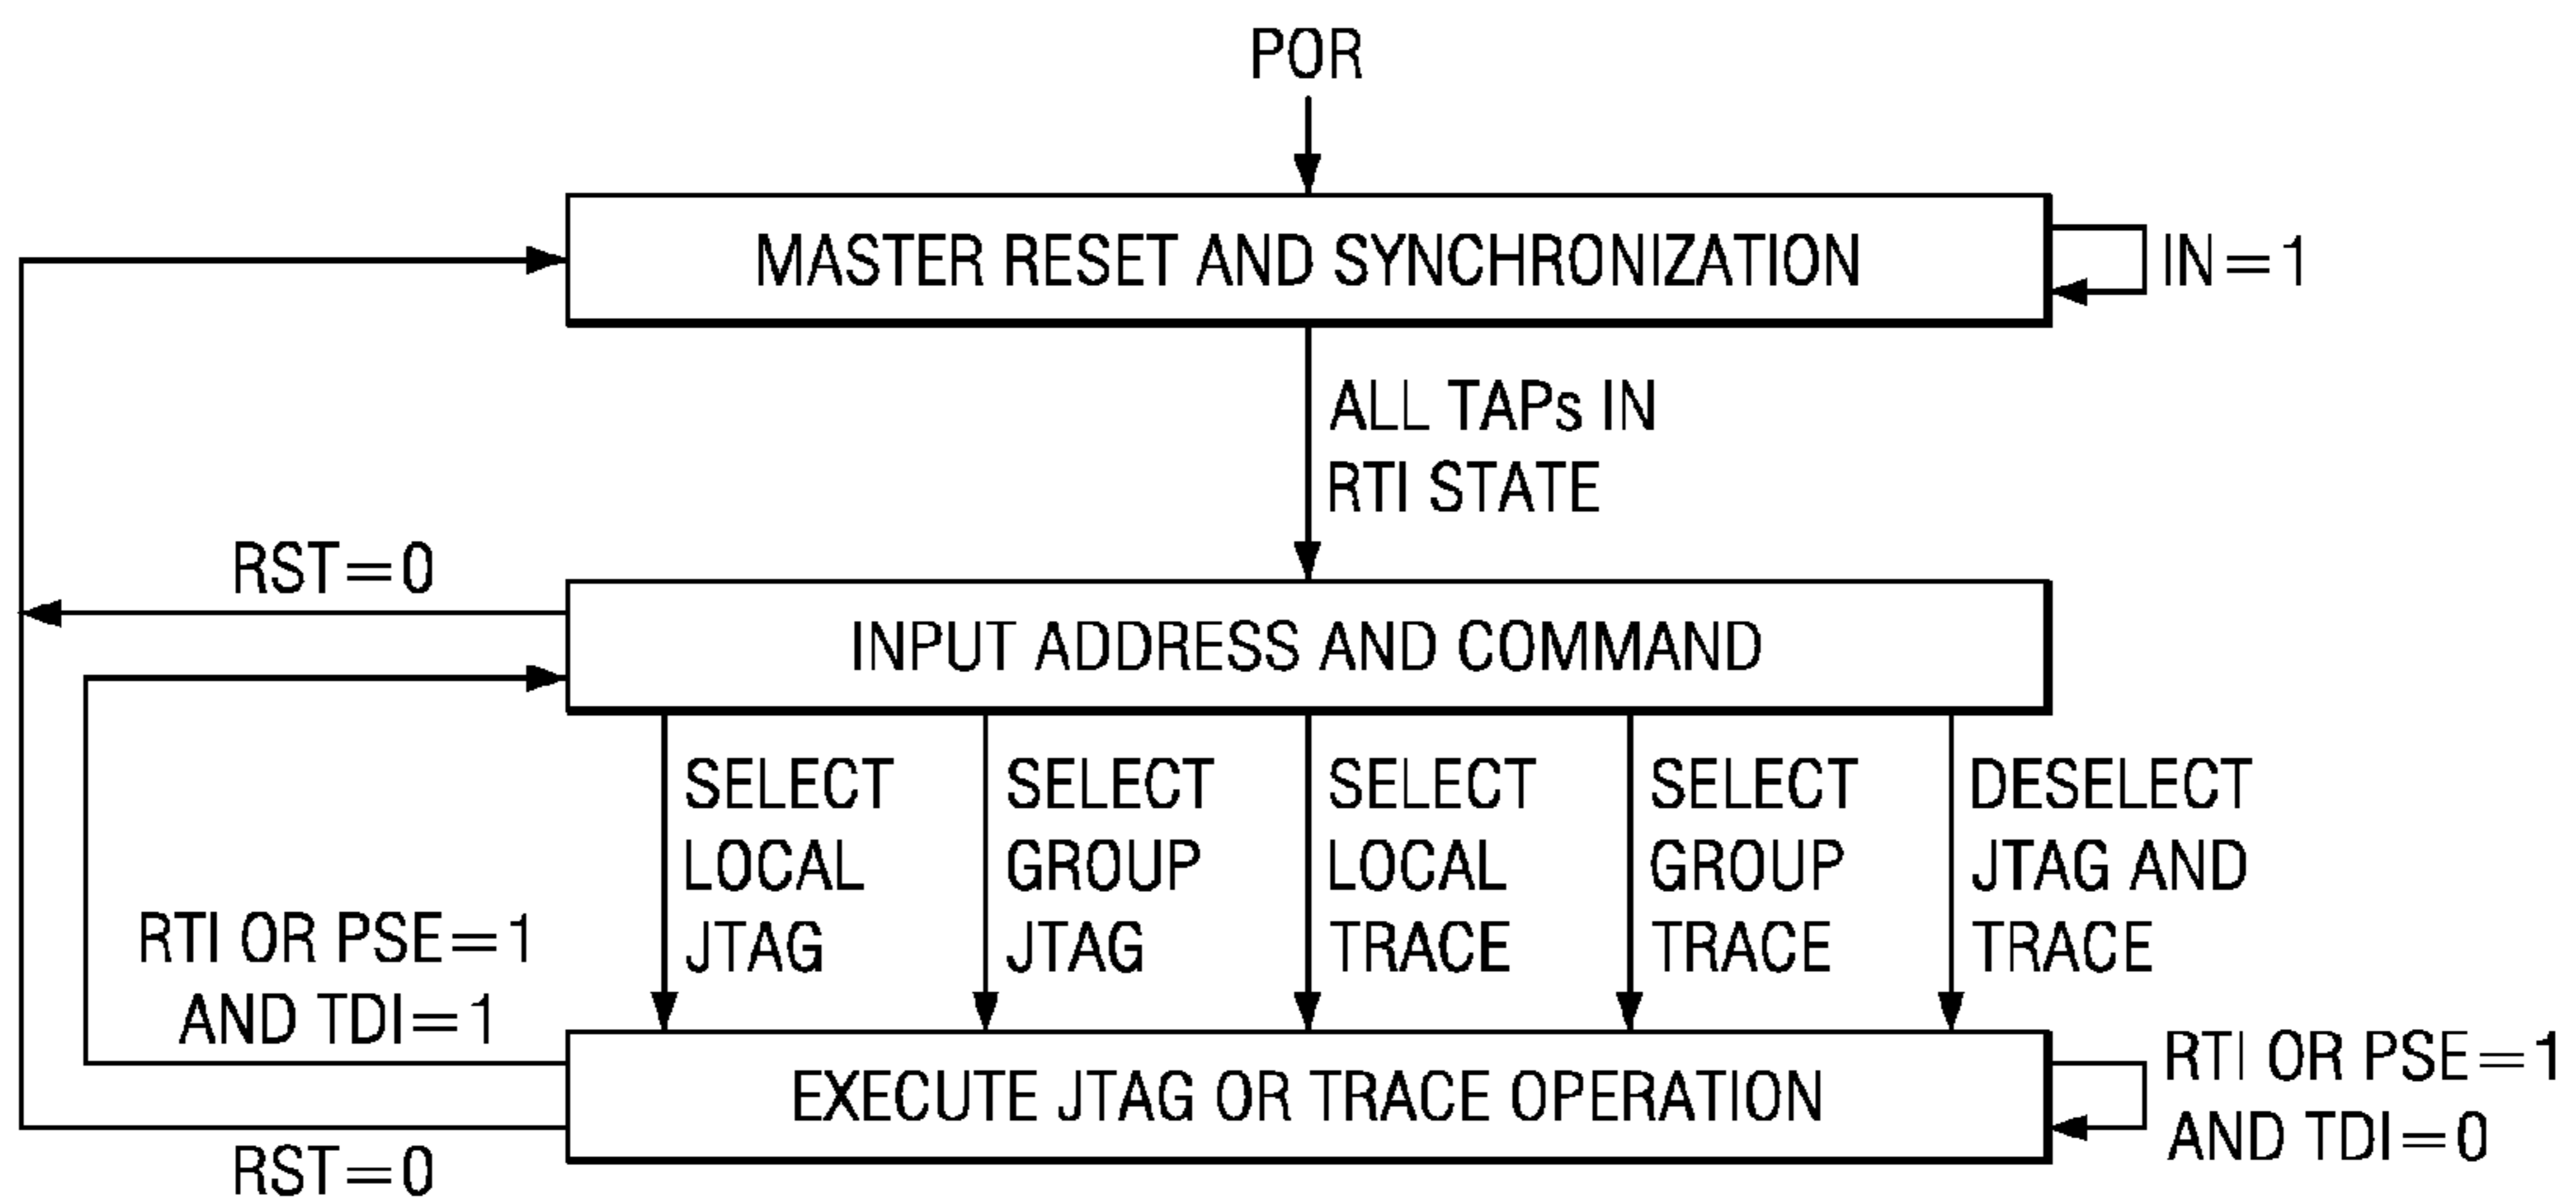 POR
MASTER RESET AND SYNCHRONIZATION
IN=1
ALL TAPs IN
RTI STATE
RST=0
INPUT ADDRESS AND COMMAND
SELECT
LOCAL
JTAG
SELECT
GROUP
JTAG
SELECT
LOCAL
TRACE
SELECT
GROUP
TRACE
DESELECT
JTAG AND
TRACE
RTI OR PSE=1
AND TDI=1
EXECUTE JTAG OR TRACE OPERATION
RTI OR PSE=1
AND TDI=0
RST=0